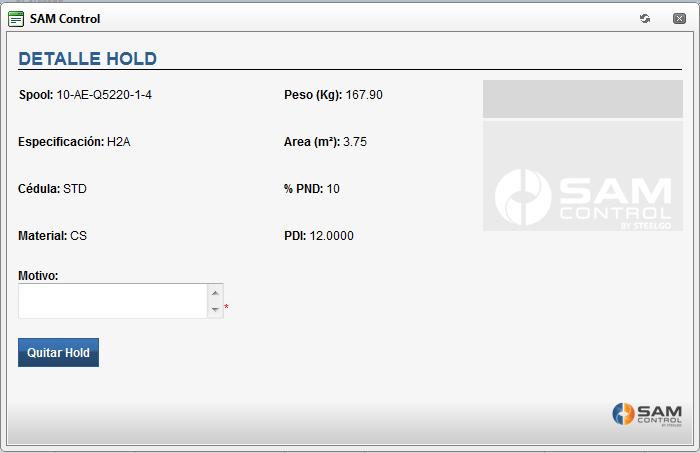 SAM Control
DETALLE HOLD
Spool: 10-AE-Q5220-1-4
Peso (Kg): 167.90
Especificación: H2A
Area (m²): 3.75
Cédula: STD
% PND: 10
Material: CS
PDI: 12.0000
SAM
CONTROL
BY STEELGO
Motivo:
*
Quitar Hold
SAM
CONTROL
BY STEELGO